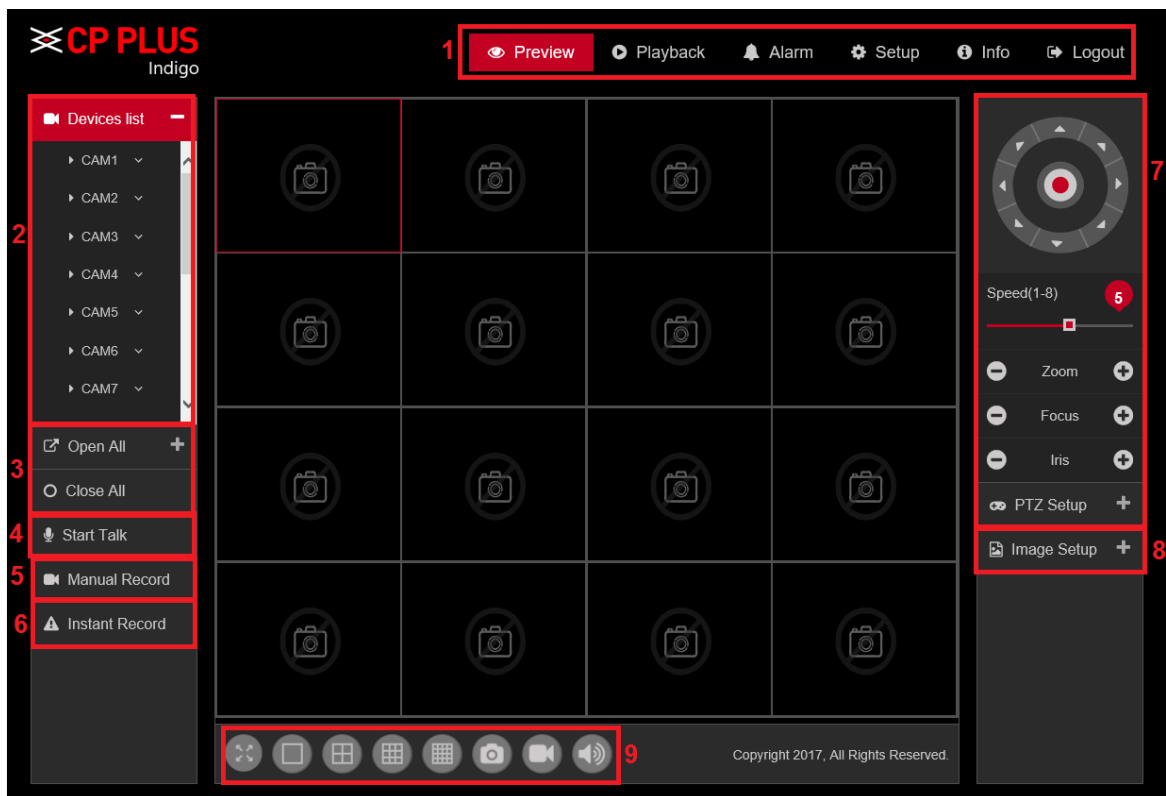 CP PLUS
Indigo
1
Preview Playback Alarm Setup Info Logout
2
Devices list
CAM1
CAM2
CAM3
CAM4
CAM5
CAM6
CAM7
3
Open All
Close All
4
Start Talk
5
Manual Record
6
Instant Record
7
Speed(1-8) 5
Zoom
Focus
Iris
PTZ Setup
8
Image Setup
9
Copyright 2017, All Rights Reserved.